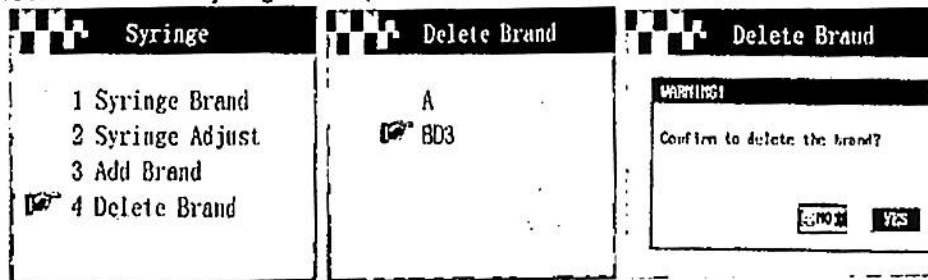 Syringe
1 Syringe Brand
2 Syringe Adjust
3 Add Brand
4 Delete Brand
Delete Brand
A
BD3
Delete Brand
WARNING!
Confirm to delete the brand?
NO
YES